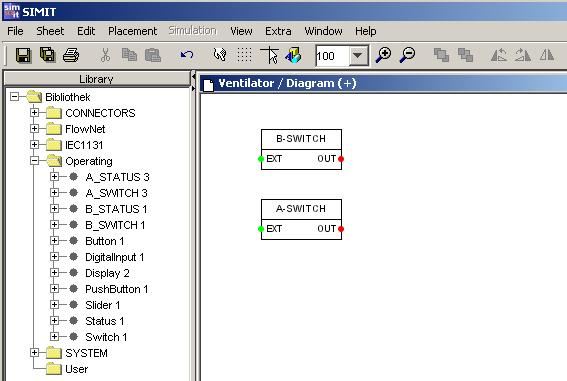 SIMIT
File Sheet Edit Placement Simulation View Extra Window Help
100
Library
Ventilator / Diagram (+)
Bibliothek
CONNECTORS
FlowNet
IEC1131
Operating
A_STATUS 3
A_SWITCH 3
B_STATUS 1
B_SWITCH 1
Button 1
DigitalInput 1
Display 2
PushButton 1
Slider 1
Status 1
Switch 1
SYSTEM
User
B-SWITCH
EXT OUT
A-SWITCH
EXT OUT